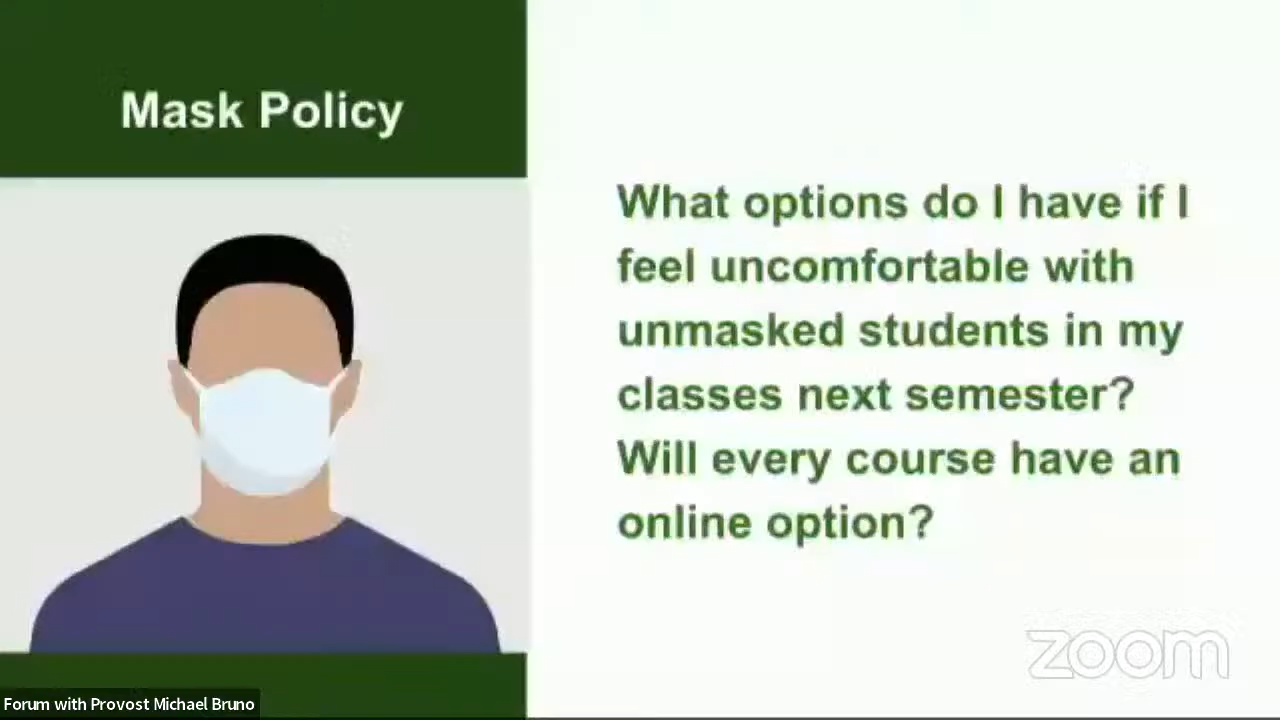 Mask Policy
What options do I have if I
feel uncomfortable with
unmasked students in my
classes next semester?
Will every course have an
online option?
zoom
Forum with Provost Michael Bruno